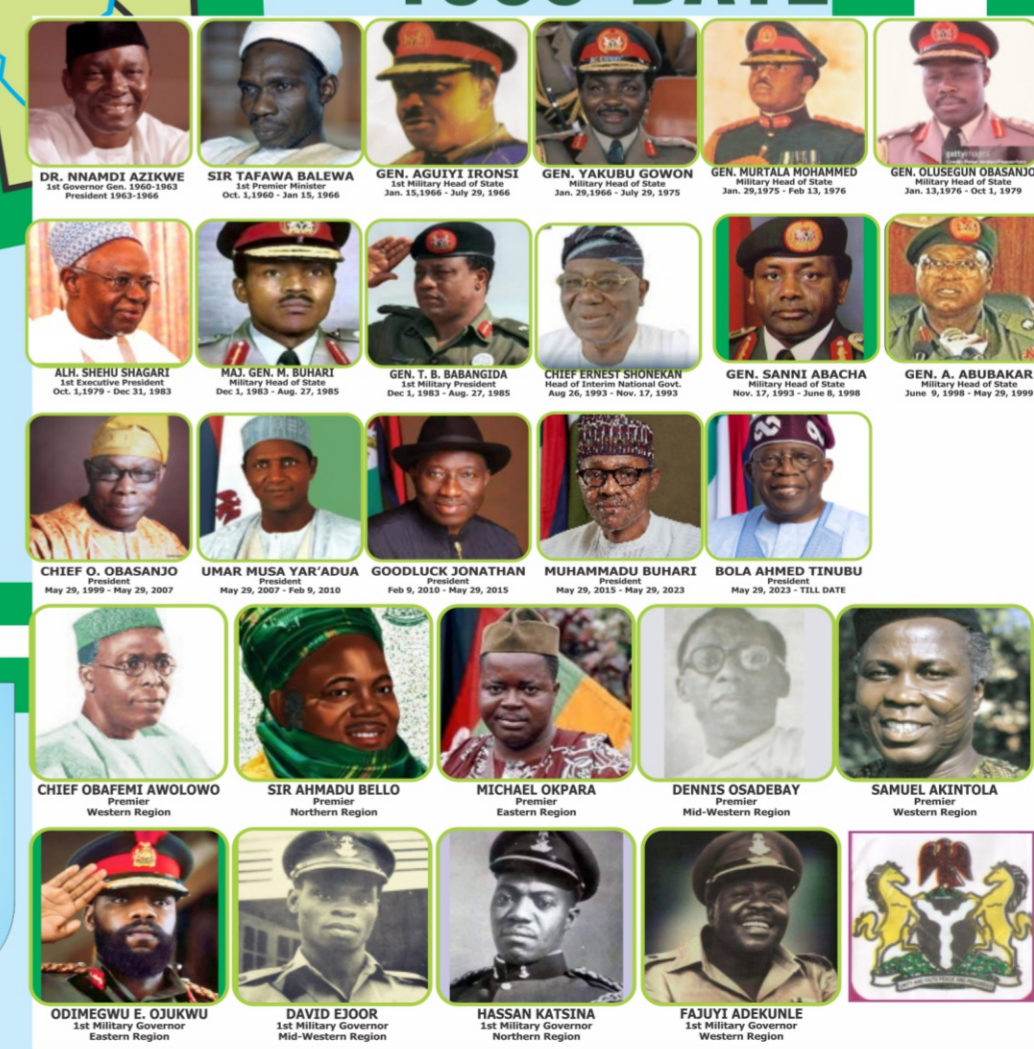 DR. NNAMDI AZIKWE
1st Governor Gen. 1960-1963
President 1963-1966
SIR TAFAWA BALEWA
1st Premier Minister
Oct. 1,1960 - Jan 15, 1966
GEN. AGUIYI IRONSI
1st Military Head of State
Jan. 15,1966 - July 29, 1966
GEN. YAKUBU GOWON
Military Head of State
Jan. 29,1966 - July 29, 1975
GEN. MURTALA MOHAMMED
Military Head of State
Jan. 29,1975 - Feb 13, 1976
gettyimages
GEN. OLUSEGUN OBASANJO
Military Head of State
Jan. 13,1976 - Oct 1, 1979
ALH. SHEHU SHAGARI
1st Executive President
Oct. 1,1979 - Dec 31, 1983
MAJ. GEN. M. BUHARI
Military Head of State
Dec 1, 1983 - Aug. 27, 1985
GEN. T. B. BABANGIDA
1st Military President
Dec 1, 1983 - Aug. 27, 1985
CHIEF ERNEST SHONEKAN
Head of Interim National Govt.
Aug 26, 1993 - Nov. 17, 1993
GEN. SANNI ABACHA
Military Head of State
Nov. 17, 1993 - June 8, 1998
GEN. A. ABUBAKAR
Military Head of State
June 9, 1998 - May 29, 1999
CHIEF O. OBASANJO
President
May 29, 1999 - May 29, 2007
UMAR MUSA YAR'ADUA
President
May 29, 2007 - Feb 9, 2010
GOODLUCK JONATHAN
President
Feb 9, 2010 - May 29, 2015
MUHAMMADU BUHARI
President
May 29, 2015 - May 29, 2023
BOLA AHMED TINUBU
President
May 29, 2023 - TILL DATE
CHIEF OBAFEMI AWOLOWO
Premier
Western Region
SIR AHMADU BELLO
Premier
Northern Region
MICHAEL OKPARA
Premier
Eastern Region
DENNIS OSADEBAY
Premier
Mid-Western Region
SAMUEL AKINTOLA
Premier
Western Region
ODIMEGWU E. OJUKWU
1st Military Governor
Eastern Region
DAVID EJOOR
1st Military Governor
Mid-Western Region
HASSAN KATSINA
1st Military Governor
Northern Region
FAJUYI ADEKUNLE
1st Military Governor
Western Region